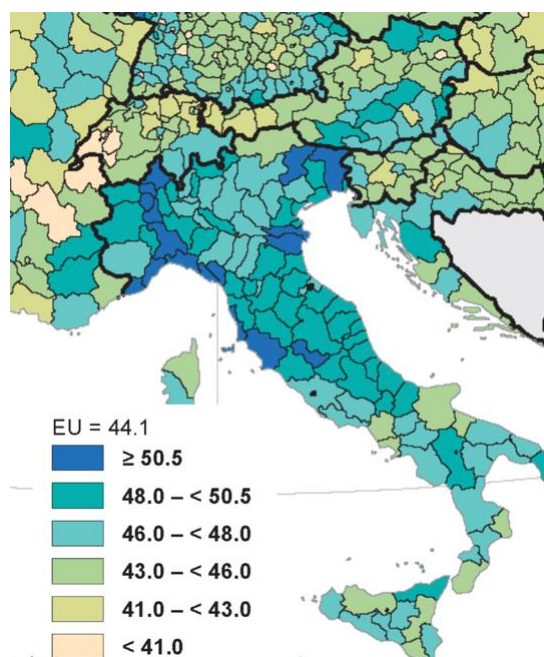 EU = 44.1
≥ 50.5
48.0 – < 50.5
46.0 – < 48.0
43.0 – < 46.0
41.0 – < 43.0
< 41.0